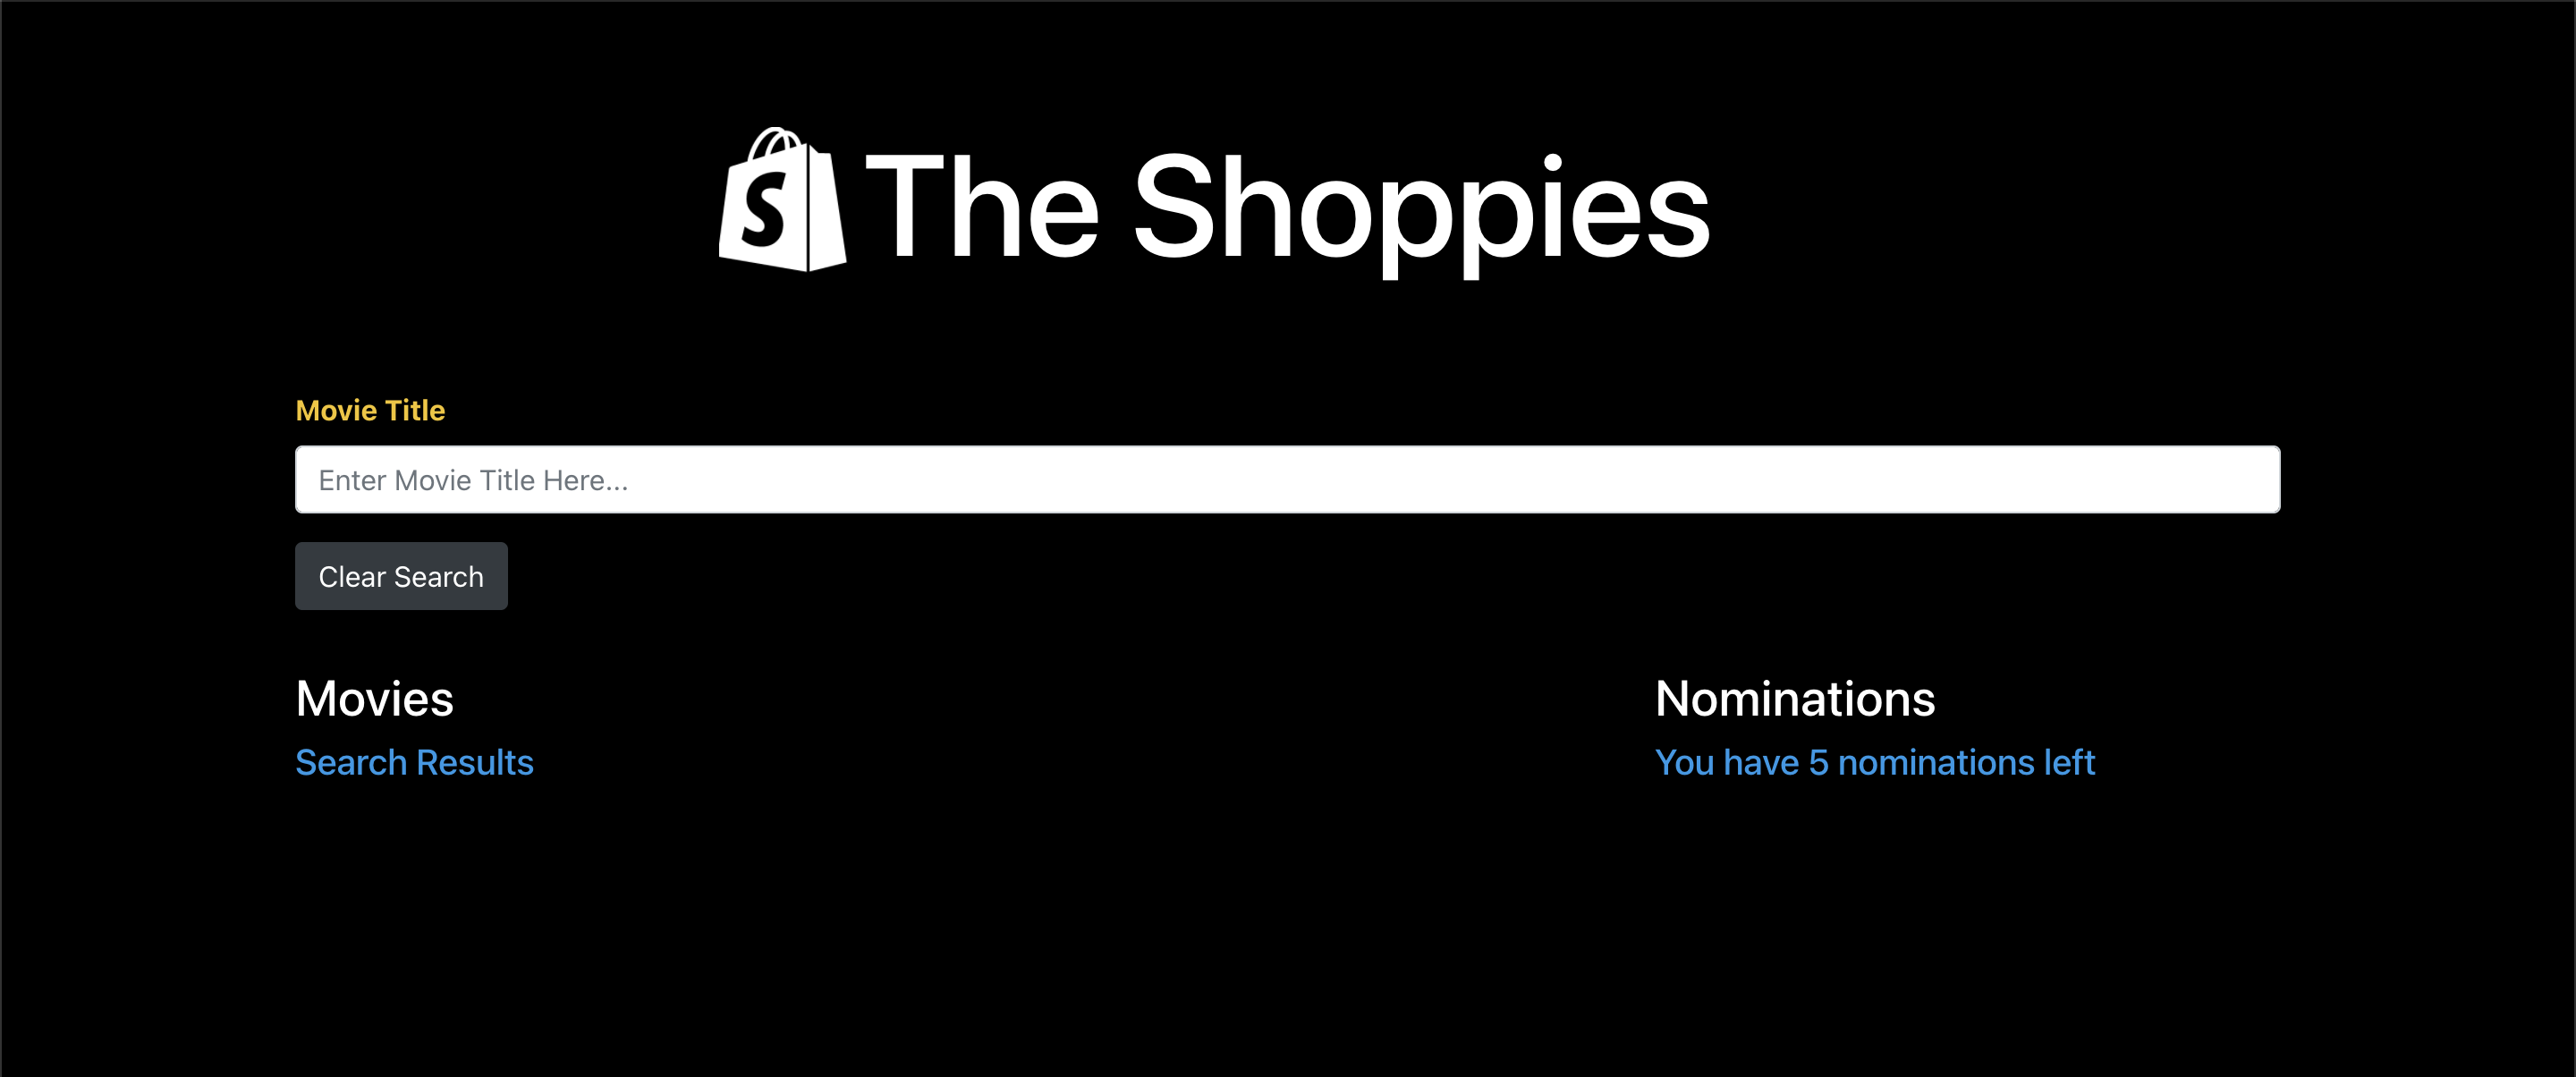 The Shoppies
Movie Title
Enter Movie Title Here...
Clear Search
Movies
Search Results
Nominations
You have 5 nominations left